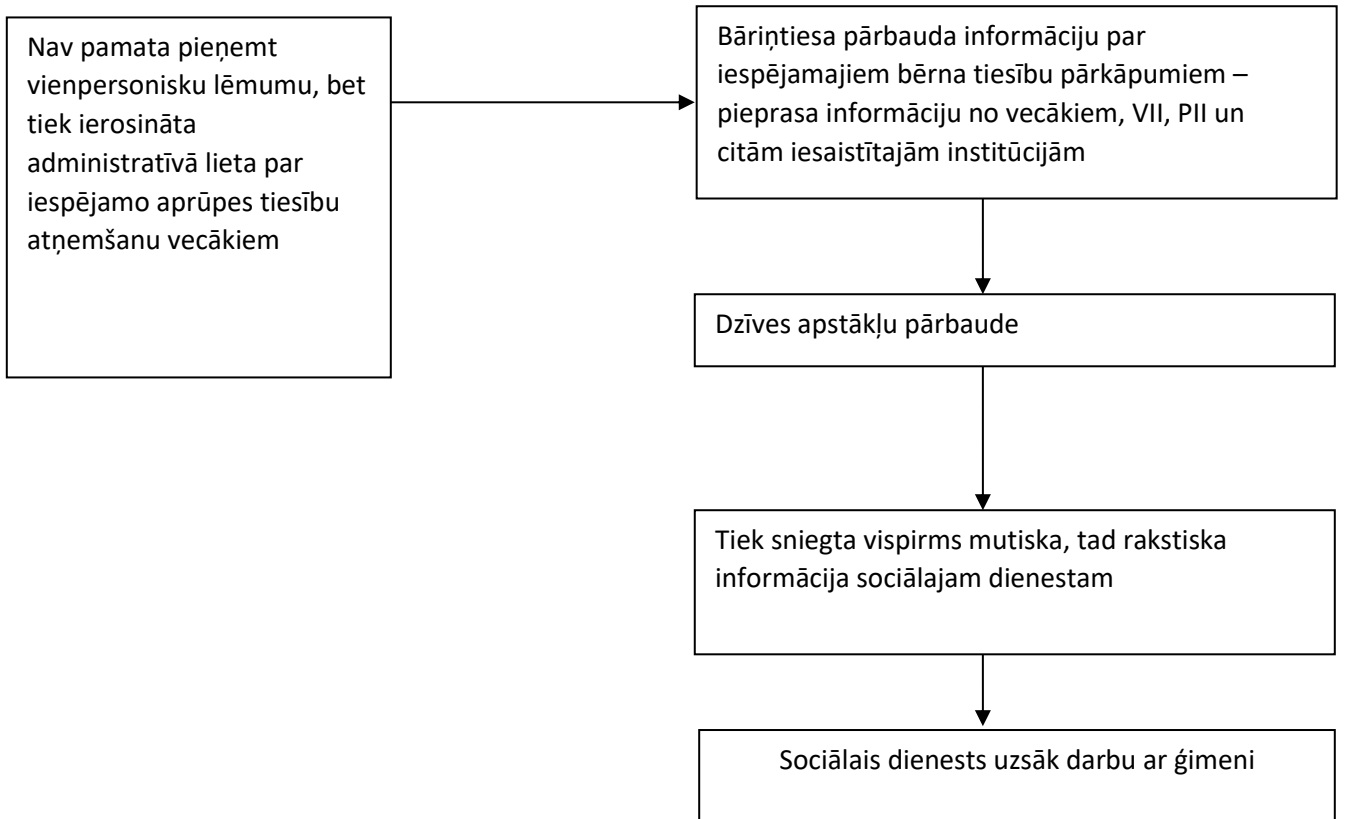 Nav pamata pieņemt
vienpersonisku lēmumu, bet
tiek ierosināta
administratīvā lieta par
iespējamo aprūpes tiesību
atņemšanu vecākiem
Bāriņtiesa pārbauda informāciju par
iespējamajiem bērna tiesību pārkāpumiem –
pieprasa informāciju no vecākiem, VII, PII un
citām iesaistītajām institūcijām
Dzīves apstākļu pārbaude
Tiek sniegta vispirms mutiska, tad rakstiska
informācija sociālajam dienestam
Sociālais dienests uzsāk darbu ar ģimeni